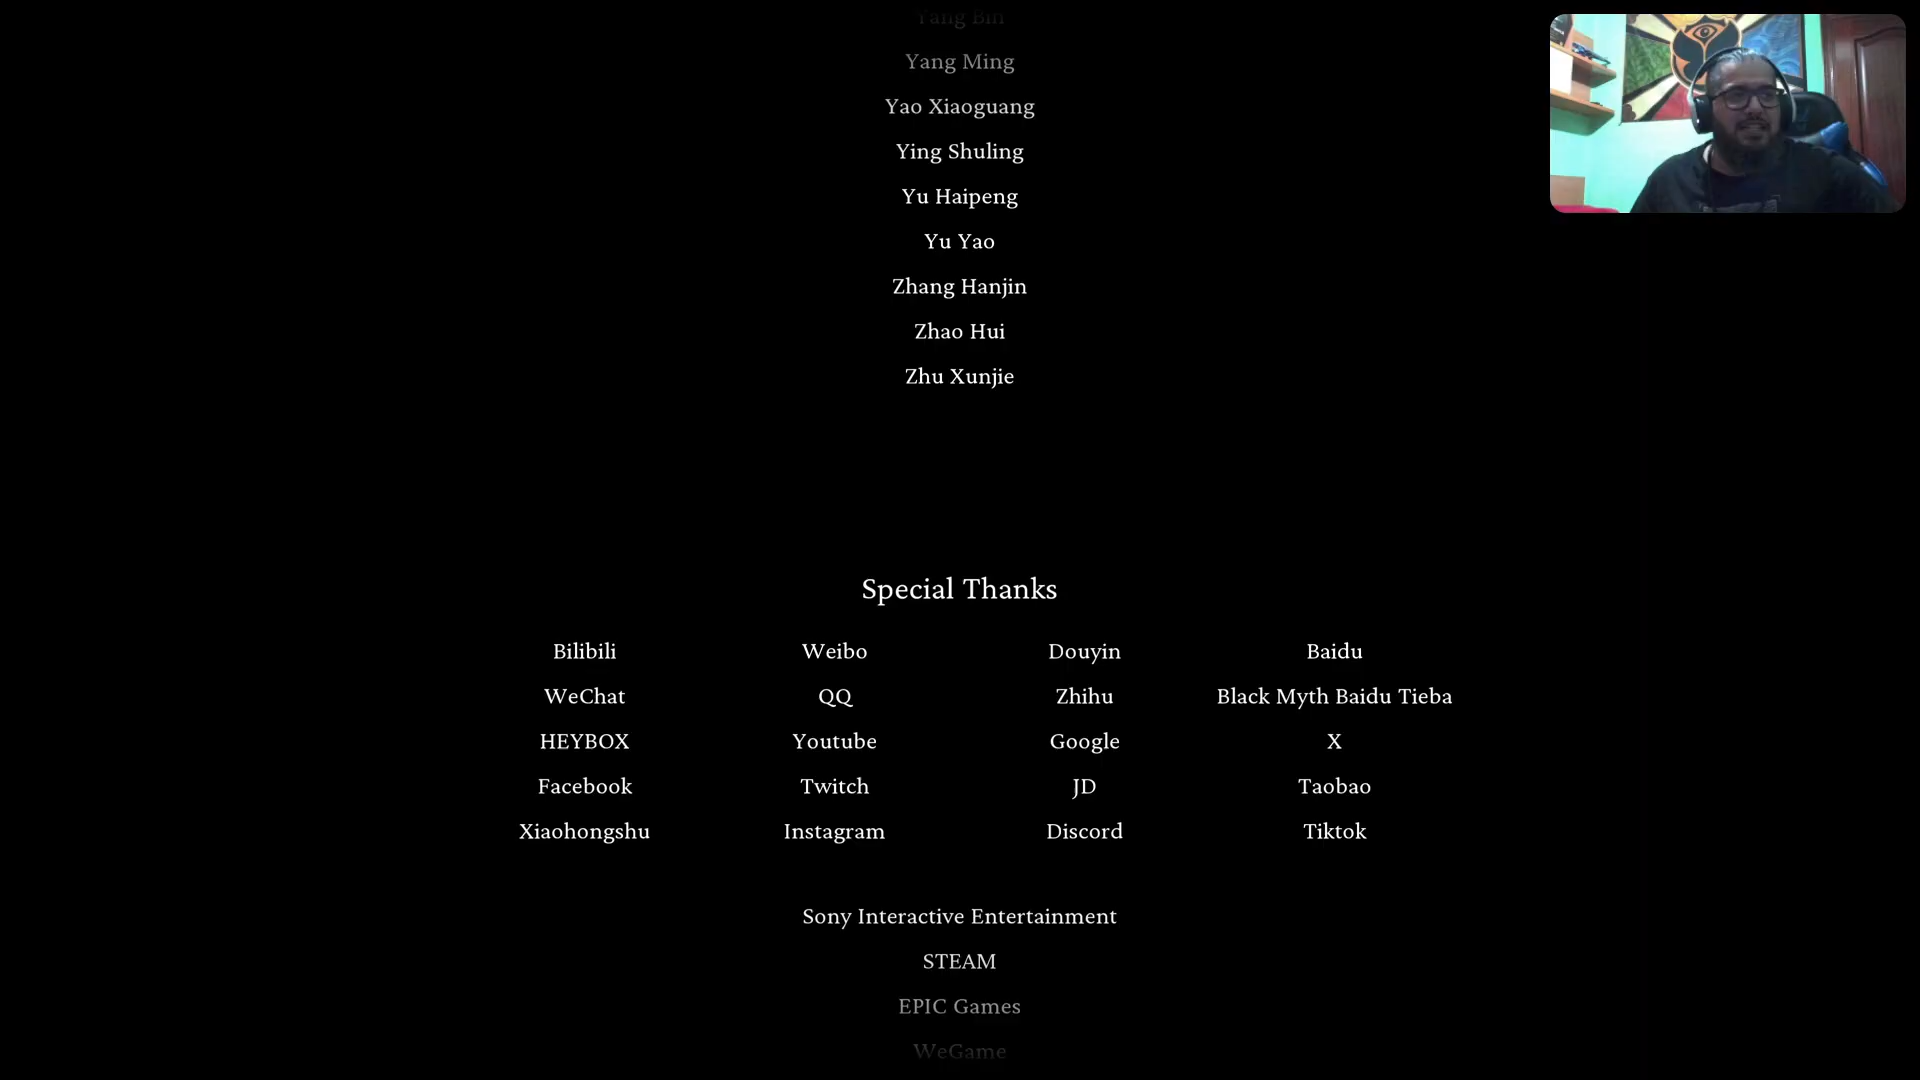 Yang Bin
Yang Ming
Yao Xiaoguang
Ying Shuling
Yu Haipeng
Yu Yao
Zhang Hanjin
Zhao Hui
Zhu Xunjie
Special Thanks
Bilibili Weibo Douyin Baidu
WeChat QQ Zhihu Black Myth Baidu Tieba
HEYBOX Youtube Google X
Facebook Twitch JD Taobao
Xiaohongshu Instagram Discord Tiktok
Sony Interactive Entertainment
STEAM
EPIC Games
WeGame